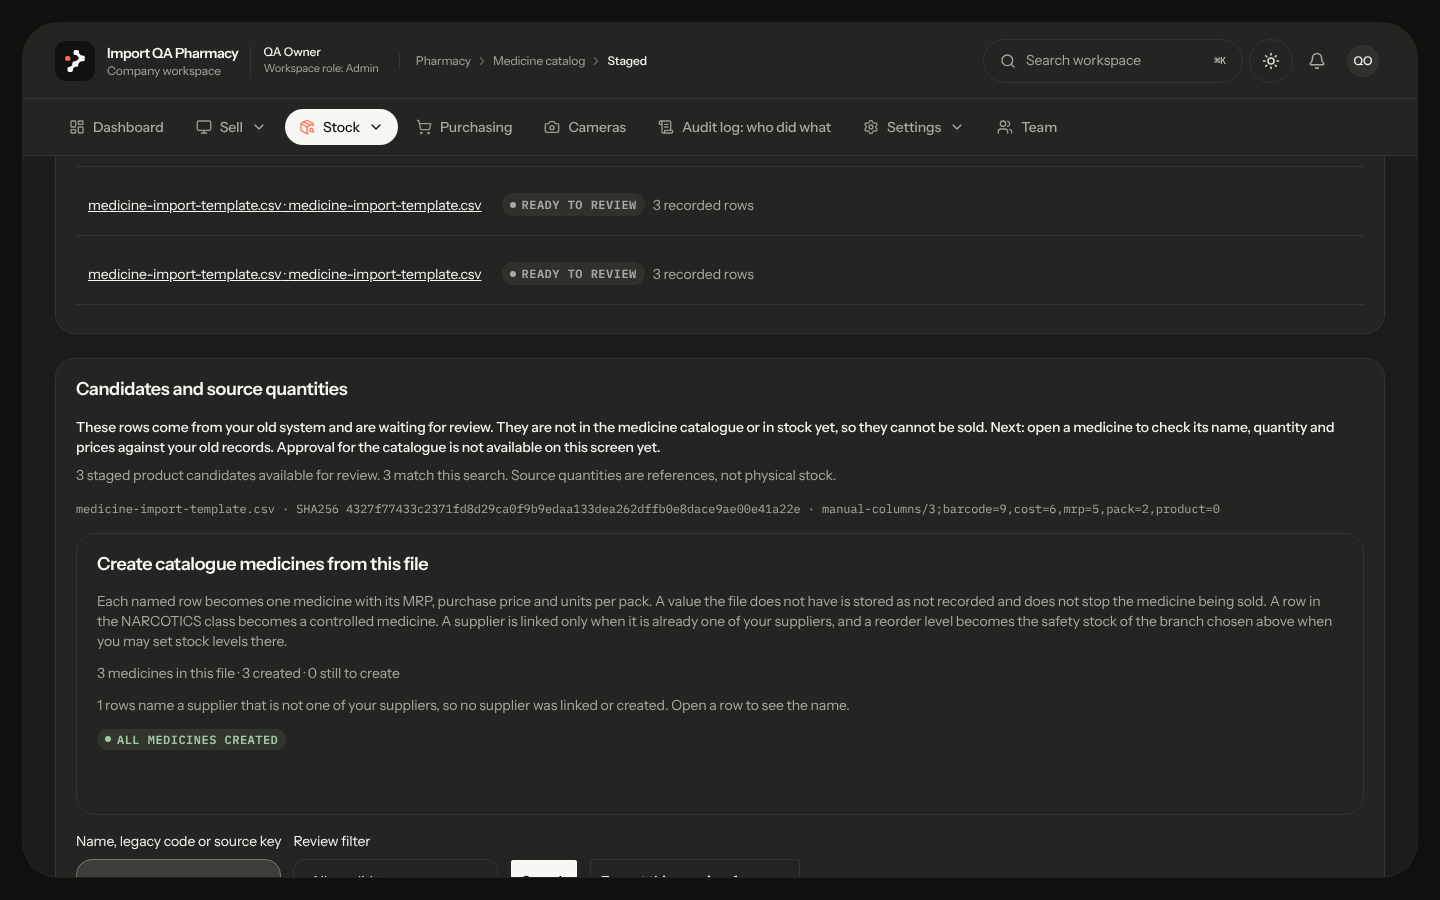 Import QA Pharmacy
Company workspace
QA Owner
Workspace role: Admin
Pharmacy > Medicine catalog > Staged
Search workspace ⌘K
QO
Dashboard Sell Stock Purchasing Cameras Audit log: who did what Settings Team
medicine-import-template.csv · medicine-import-template.csv READY TO REVIEW 3 recorded rows
medicine-import-template.csv · medicine-import-template.csv READY TO REVIEW 3 recorded rows
Candidates and source quantities
These rows come from your old system and are waiting for review. They are not in the medicine catalogue or in stock yet, so they cannot be sold. Next: open a medicine to check its name, quantity and
prices against your old records. Approval for the catalogue is not available on this screen yet.
3 staged product candidates available for review. 3 match this search. Source quantities are references, not physical stock.
medicine-import-template.csv · SHA256 4327f77433c2371fd8d29ca0f9b9edaa133dea262dffb0e8dace9ae00e41a22e · manual-columns/3;barcode=9,cost=6,mrp=5,pack=2,product=0
Create catalogue medicines from this file
Each named row becomes one medicine with its MRP, purchase price and units per pack. A value the file does not have is stored as not recorded and does not stop the medicine being sold. A row in
the NARCOTICS class becomes a controlled medicine. A supplier is linked only when it is already one of your suppliers, and a reorder level becomes the safety stock of the branch chosen above when
you may set stock levels there.
3 medicines in this file · 3 created · 0 still to create
1 rows name a supplier that is not one of your suppliers, so no supplier was linked or created. Open a row to see the name.
ALL MEDICINES CREATED
Name, legacy code or source key Review filter